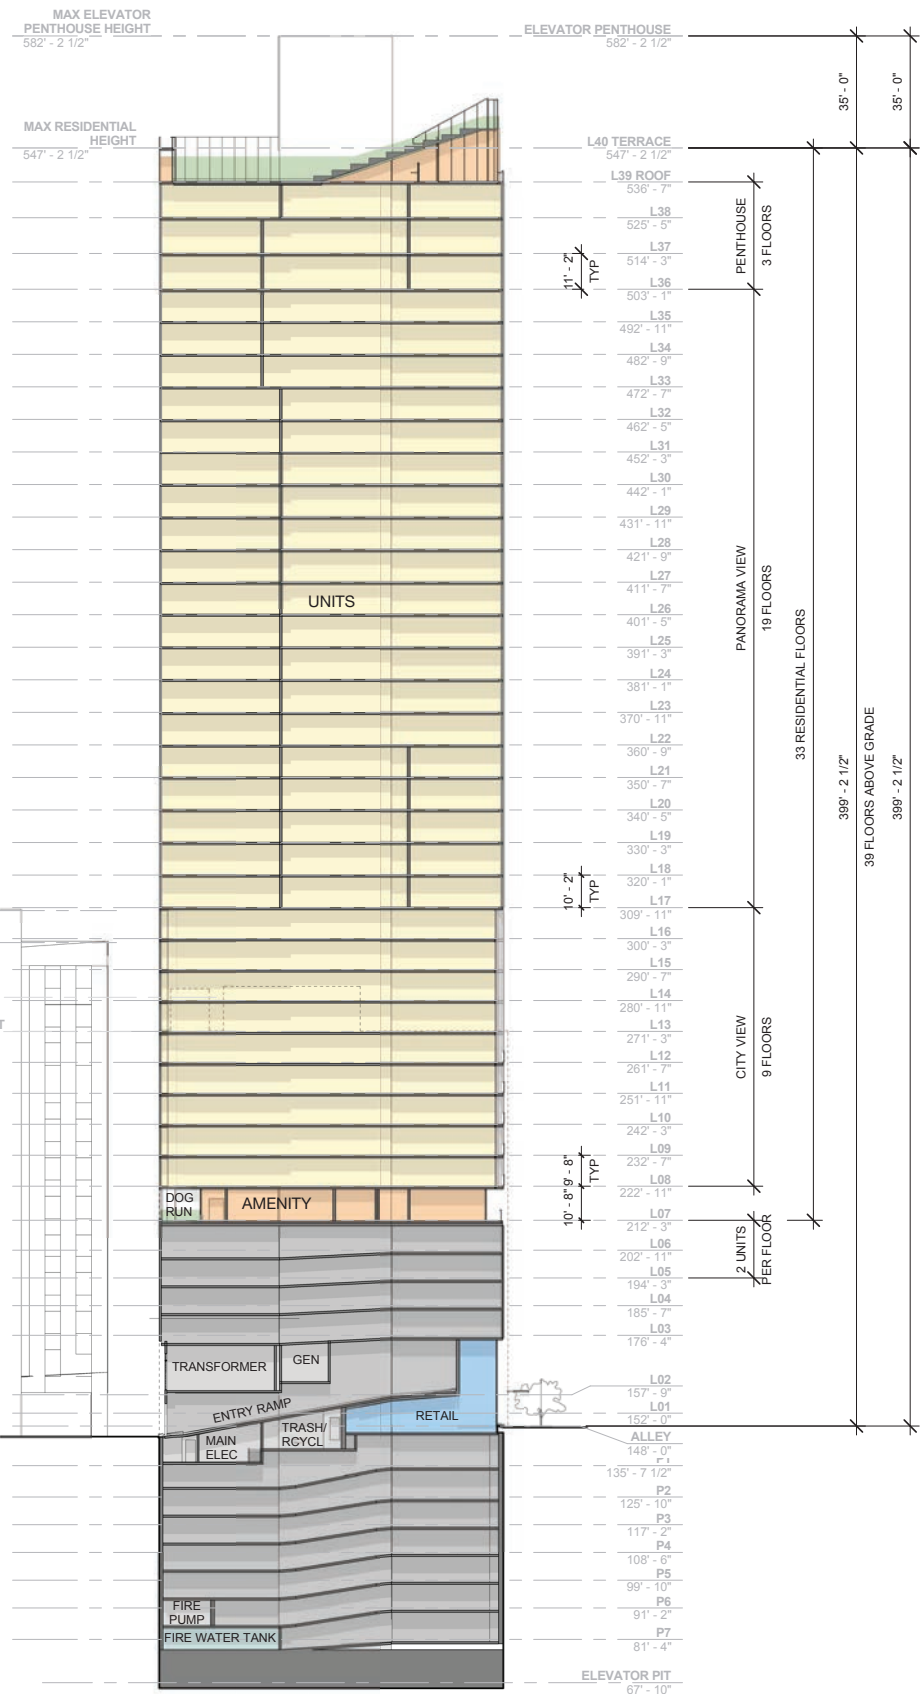 MAX ELEVATOR
PENTHOUSE HEIGHT
582' - 2 1/2"
ELEVATOR PENTHOUSE
582' - 2 1/2"
35' - 0"
35' - 0"
MAX RESIDENTIAL
HEIGHT
547' - 2 1/2"
L40 TERRACE
547' - 2 1/2"
L39 ROOF
536' - 7"
L38
525' - 5"
L37
514' - 3"
L36
503' - 1"
11' - 2"
TYP
PENTHOUSE
3 FLOORS
L35
492' - 11"
L34
482' - 9"
L33
472' - 7"
L32
462' - 5"
L31
452' - 3"
L30
442' - 1"
L29
431' - 11"
L28
421' - 9"
L27
411' - 7"
UNITS
L26
401' - 5"
L25
391' - 3"
L24
381' - 1"
L23
370' - 11"
L22
360' - 9"
L21
350' - 7"
L20
340' - 5"
L19
330' - 3"
L18
320' - 1"
L17
309' - 11"
10' - 2"
TYP
PANORAMA VIEW
19 FLOORS
33 RESIDENTIAL FLOORS
399' - 2 1/2"
39 FLOORS ABOVE GRADE
399' - 2 1/2"
L16
300' - 3"
L15
290' - 7"
L14
280' - 11"
L13
271' - 3"
L12
261' - 7"
L11
251' - 11"
L10
242' - 3"
L09
232' - 7"
L08
222' - 11"
CITY VIEW
9 FLOORS
9' - 8"
TYP
10' - 8"
DOG
RUN
AMENITY
L07
212' - 3"
L06
202' - 11"
L05
194' - 3"
2 UNITS
PER FLOOR
L04
185' - 7"
L03
176' - 4"
TRANSFORMER
GEN
L02
157' - 9"
ENTRY RAMP
RETAIL
L01
152' - 0"
TRASH/
RCYCL
MAIN
ELEC
ALLEY
148' - 0"
135' - 7 1/2"
P2
125' - 10"
P3
117' - 2"
P4
108' - 6"
P5
99' - 10"
P6
91' - 2"
FIRE
PUMP
FIRE WATER TANK
P7
81' - 4"
ELEVATOR PIT
67' - 10"